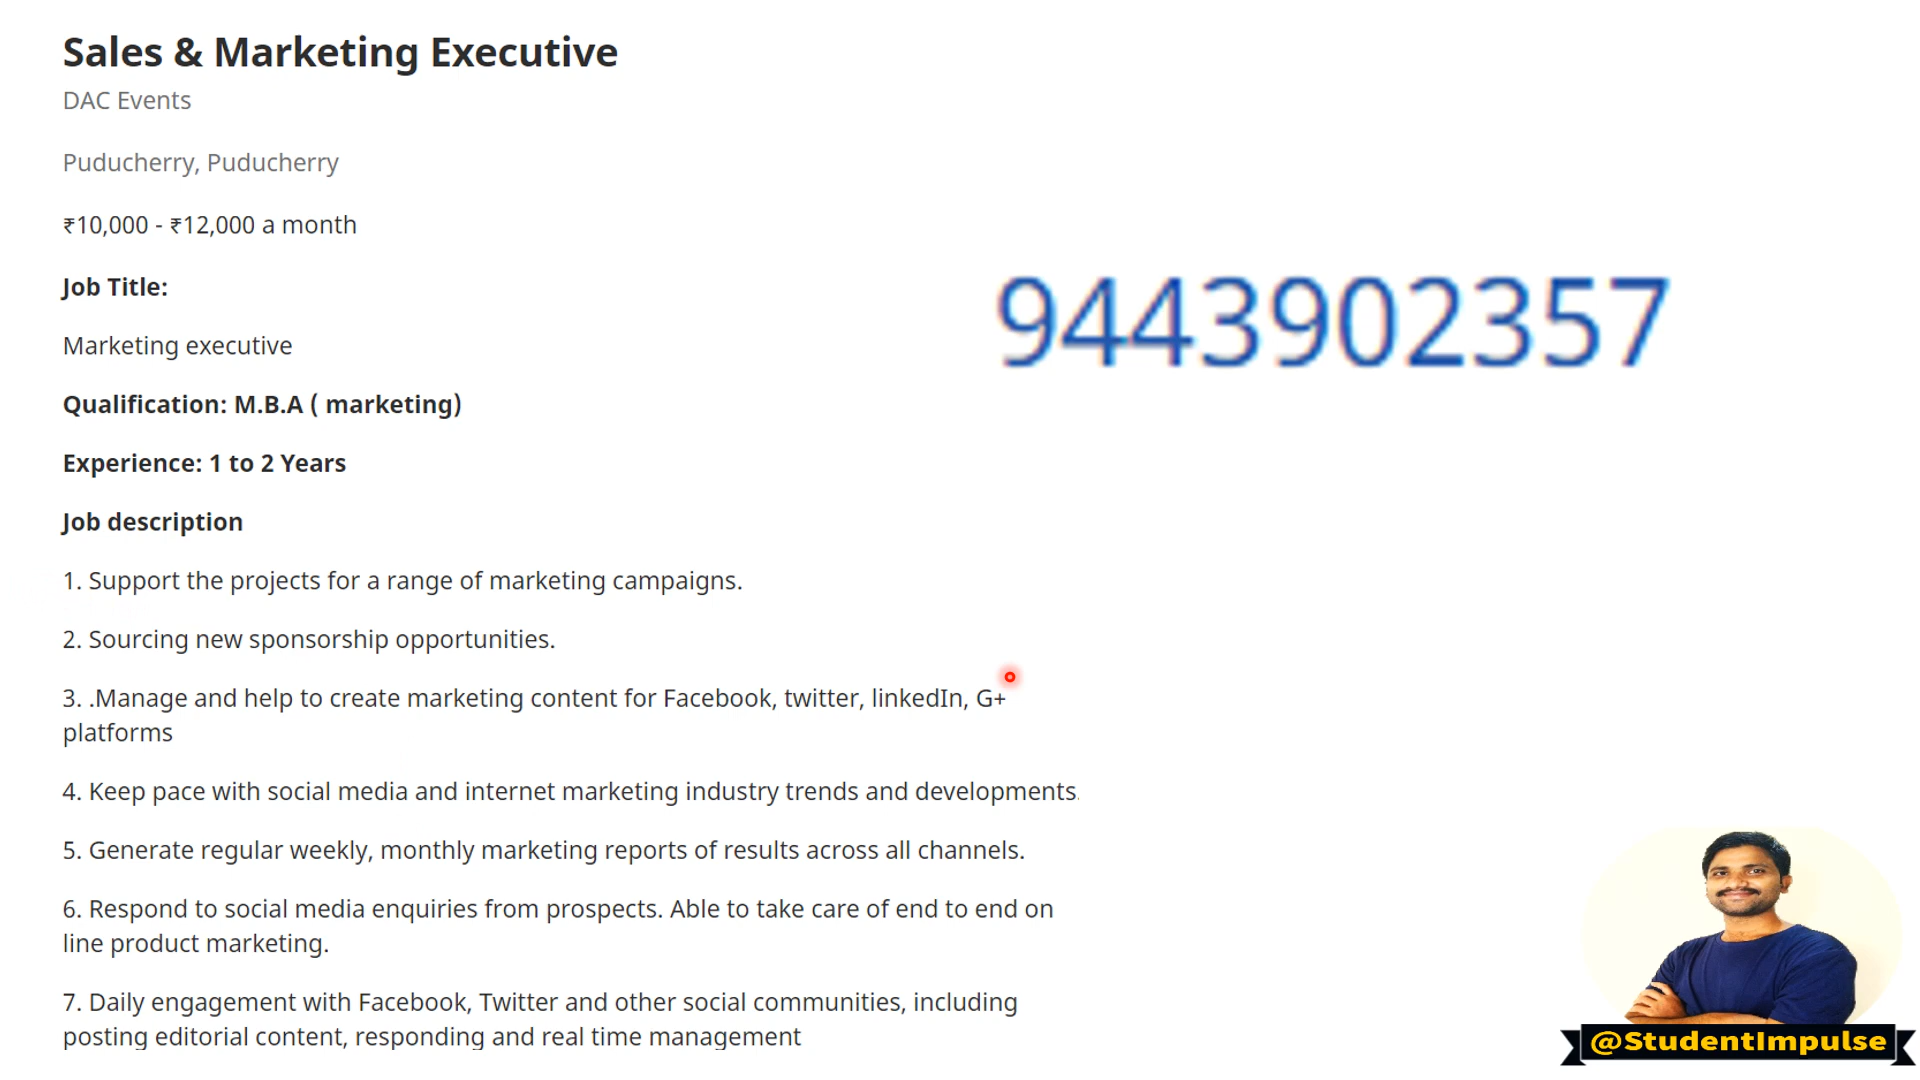 Sales & Marketing Executive
DAC Events
Puducherry, Puducherry
₹10,000 - ₹12,000 a month
Job Title:
Marketing executive
Qualification: M.B.A ( marketing)
Experience: 1 to 2 Years
Job description
1. Support the projects for a range of marketing campaigns.
2. Sourcing new sponsorship opportunities.
3. .Manage and help to create marketing content for Facebook, twitter, linkedIn, G+
platforms
4. Keep pace with social media and internet marketing industry trends and developments.
5. Generate regular weekly, monthly marketing reports of results across all channels.
6. Respond to social media enquiries from prospects. Able to take care of end to end on
line product marketing.
7. Daily engagement with Facebook, Twitter and other social communities, including
posting editorial content, responding and real time management
9443902357
@StudentImpulse